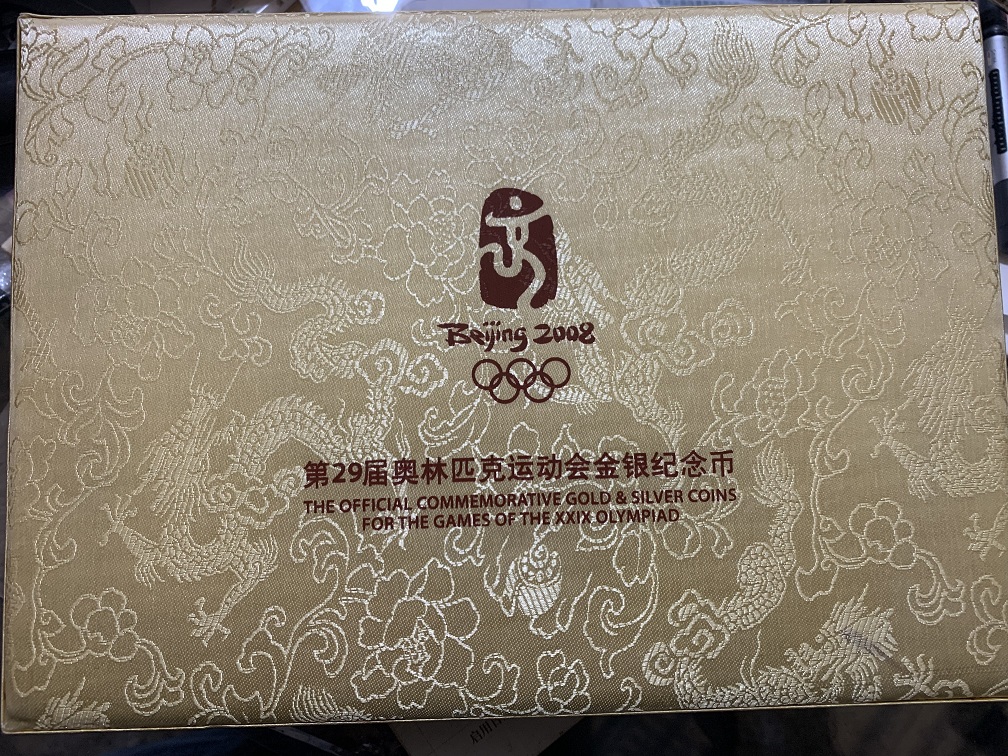 Beijing 2008
第29届奥林匹克运动会金银纪念币
THE OFFICIAL COMMEMORATIVE GOLD & SILVER COINS
FOR THE GAMES OF THE XXIX OLYMPIAD